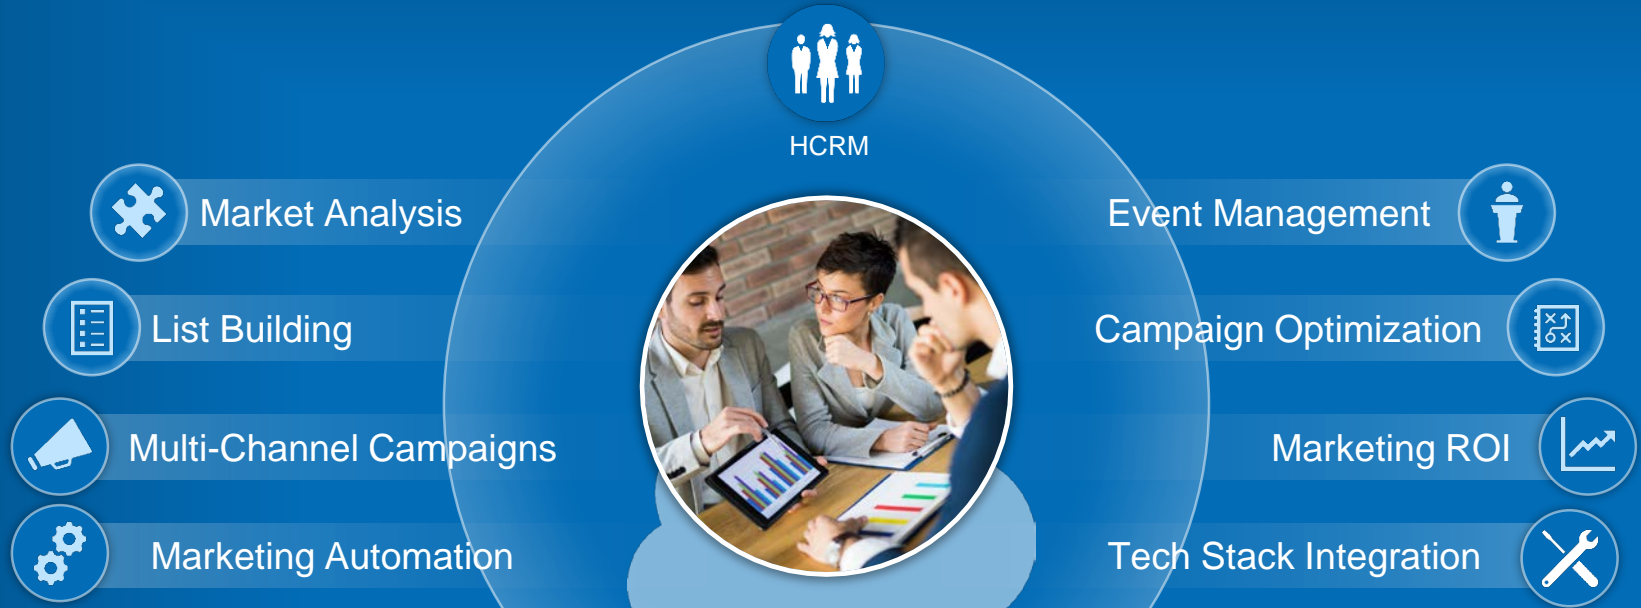 HCRM
Market Analysis
List Building
Multi-Channel Campaigns
Marketing Automation
Event Management
Campaign Optimization
Marketing ROI
Tech Stack Integration